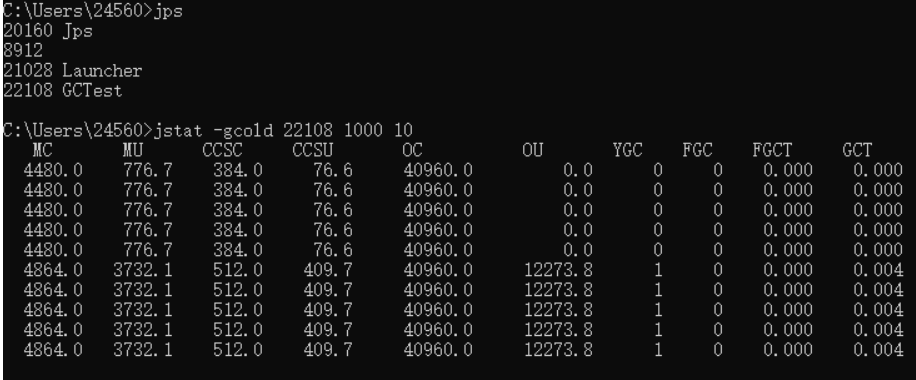 C:\Users\24560>jps
20160 Jps
8912
21028 Launcher
22108 GCTest
C:\Users\24560>jstat -gcold 22108 1000 10
MC MU CCSC CCSU OC OU YGC FGC FGCT GCT
4480.0 776.7 384.0 76.6 40960.0 0.0 0 0 0.000 0.000
4480.0 776.7 384.0 76.6 40960.0 0.0 0 0 0.000 0.000
4480.0 776.7 384.0 76.6 40960.0 0.0 0 0 0.000 0.000
4480.0 776.7 384.0 76.6 40960.0 0.0 0 0 0.000 0.000
4480.0 776.7 384.0 76.6 40960.0 0.0 0 0 0.000 0.000
4864.0 3732.1 512.0 409.7 40960.0 12273.8 1 0 0.000 0.004
4864.0 3732.1 512.0 409.7 40960.0 12273.8 1 0 0.000 0.004
4864.0 3732.1 512.0 409.7 40960.0 12273.8 1 0 0.000 0.004
4864.0 3732.1 512.0 409.7 40960.0 12273.8 1 0 0.000 0.004
4864.0 3732.1 512.0 409.7 40960.0 12273.8 1 0 0.000 0.004